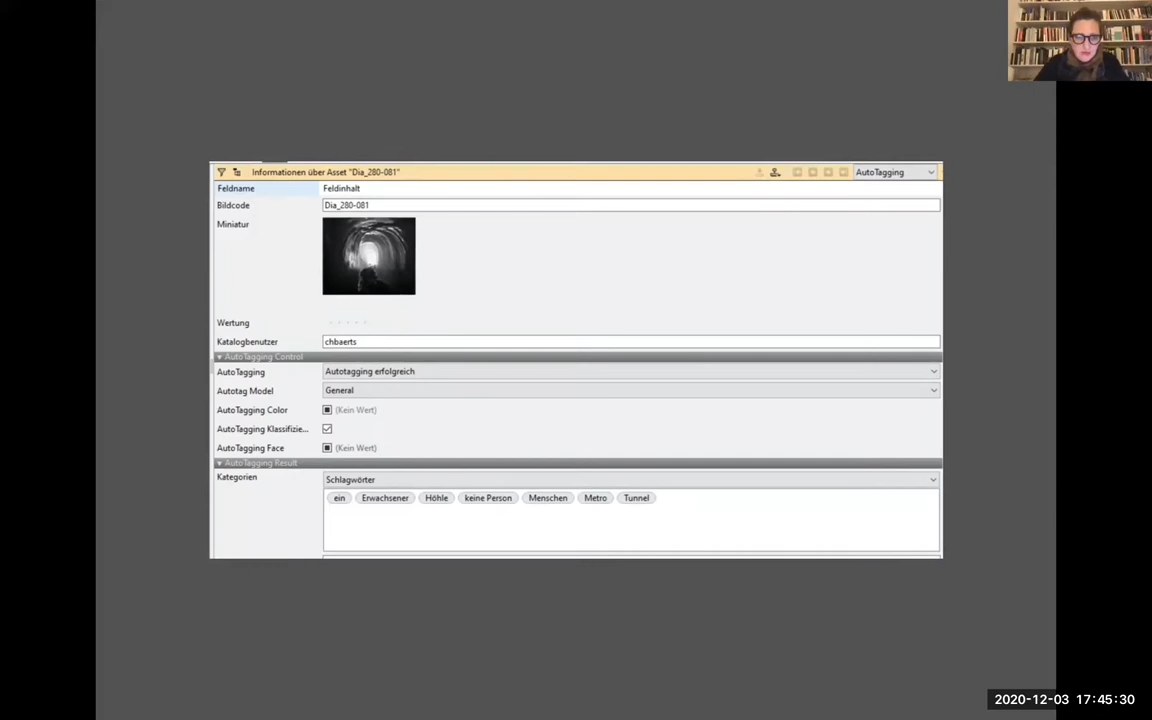 Informationen über Asset "Dia_280-081"
AutoTagging
Feldname Feldinhalt
Bildcode Dia_280-081
Miniatur
Wertung
Katalogbenutzer chbaerts
AutoTagging Control
AutoTagging Autotagging erfolgreich
Autotag Model General
AutoTagging Color (Kein Wert)
AutoTagging Klassifizie...
AutoTagging Face (Kein Wert)
AutoTagging Result
Kategorien Schlagwörter
ein Erwachsener Höhle keine Person Menschen Metro Tunnel
2020-12-03 17:45:30